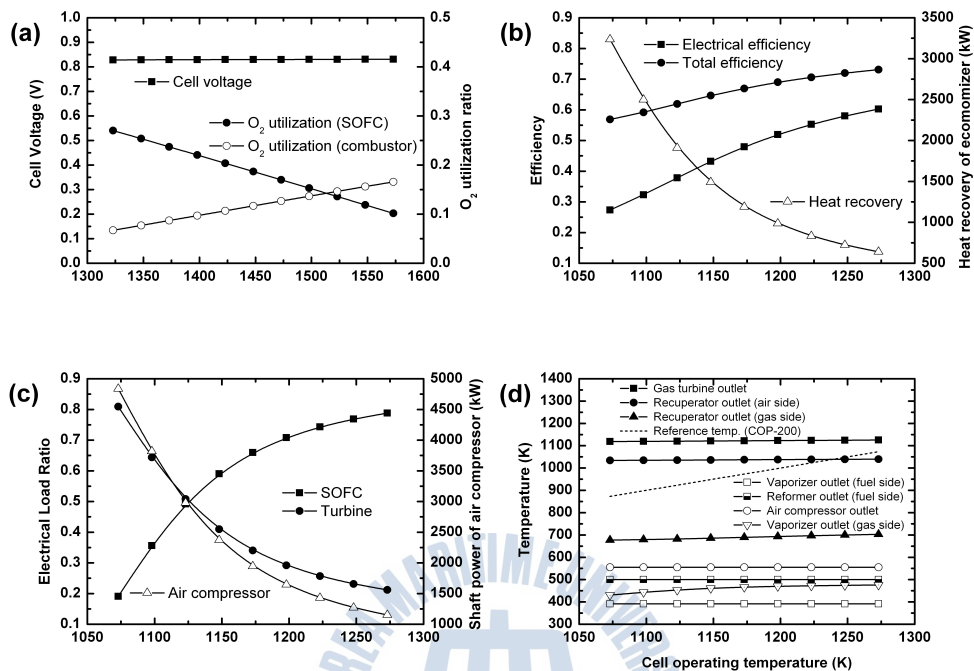 (a)
1.0
0.9
0.8
0.7
0.6
0.5
0.4
0.3
0.2
0.1
0.0
Cell Voltage (V)
Cell voltage
O2 utilization (SOFC)
O2 utilization (combustor)
0.5
0.4
0.3
0.2
0.1
0.0
O2 utilization ratio
1300 1350 1400 1450 1500 1550 1600
(b)
0.9
0.8
0.7
0.6
0.5
0.4
0.3
0.2
0.1
Efficiency
Electrical efficiency
Total efficiency
Heat recovery
3500
3000
2500
2000
1500
1000
500
Heat recovery of ecomomizer (kW)
1050 1100 1150 1200 1250 1300
(c)
0.9
0.8
0.7
0.6
0.5
0.4
0.3
0.2
0.1
Electrical Load Ratio
SOFC
Turbine
Air compressor
5000
4500
4000
3500
3000
2500
2000
1500
1000
Shaft power of air compressor (kW)
1050 1100 1150 1200 1250 1300
(d)
1400
1300
1200
1100
1000
900
800
700
600
500
400
300
Temperature (K)
Gas turbine outlet
Recuperator outlet (air side)
Recuperator outlet (gas side)
Reference temp. (COP-200)
Vaporizer outlet (fuel side)
Reformer outlet (fuel side)
Air compressor outlet
Vaporizer outlet (gas side)
1050 1100 1150 1200 1250 1300
Cell operating temperature (K)